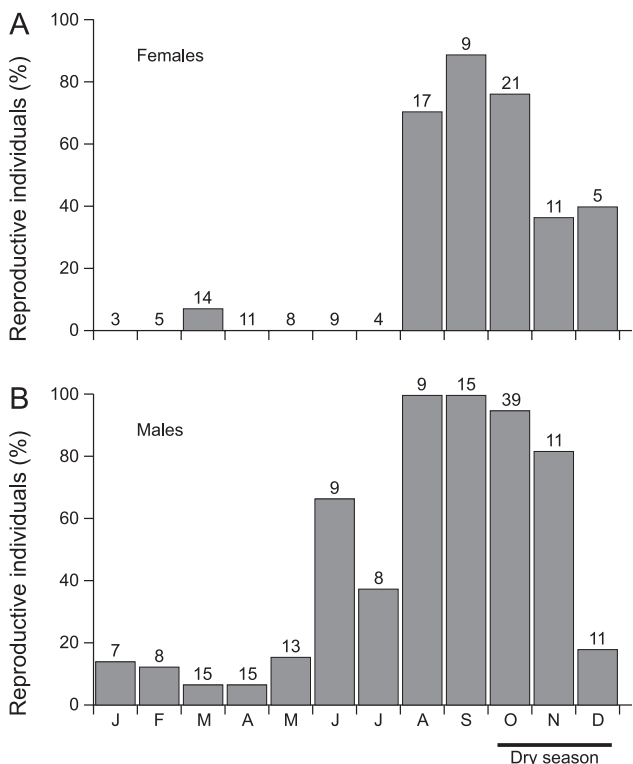 A
Reproductive individuals (%)
100
80
60
40
20
0
Females
3 5 14 11 8 9 4 17 9 21 11 5
B
Reproductive individuals (%)
100
80
60
40
20
0
Males
7 8 15 15 13 9 8 9 15 39 11 11
J F M A M J J A S O N D
Dry season